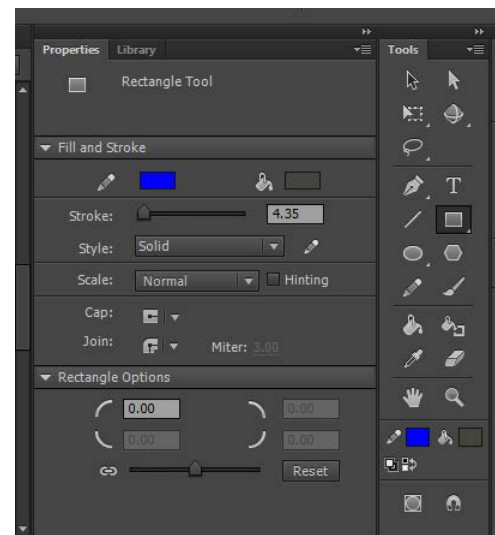 Properties Library Tools
Rectangle Tool
Fill and Stroke
Stroke: 4.35
Style: Solid
Scale: Normal Hinting
Cap:
Join: Miter: 3.00
Rectangle Options
0.00 0.00
0.00 0.00
Reset
T